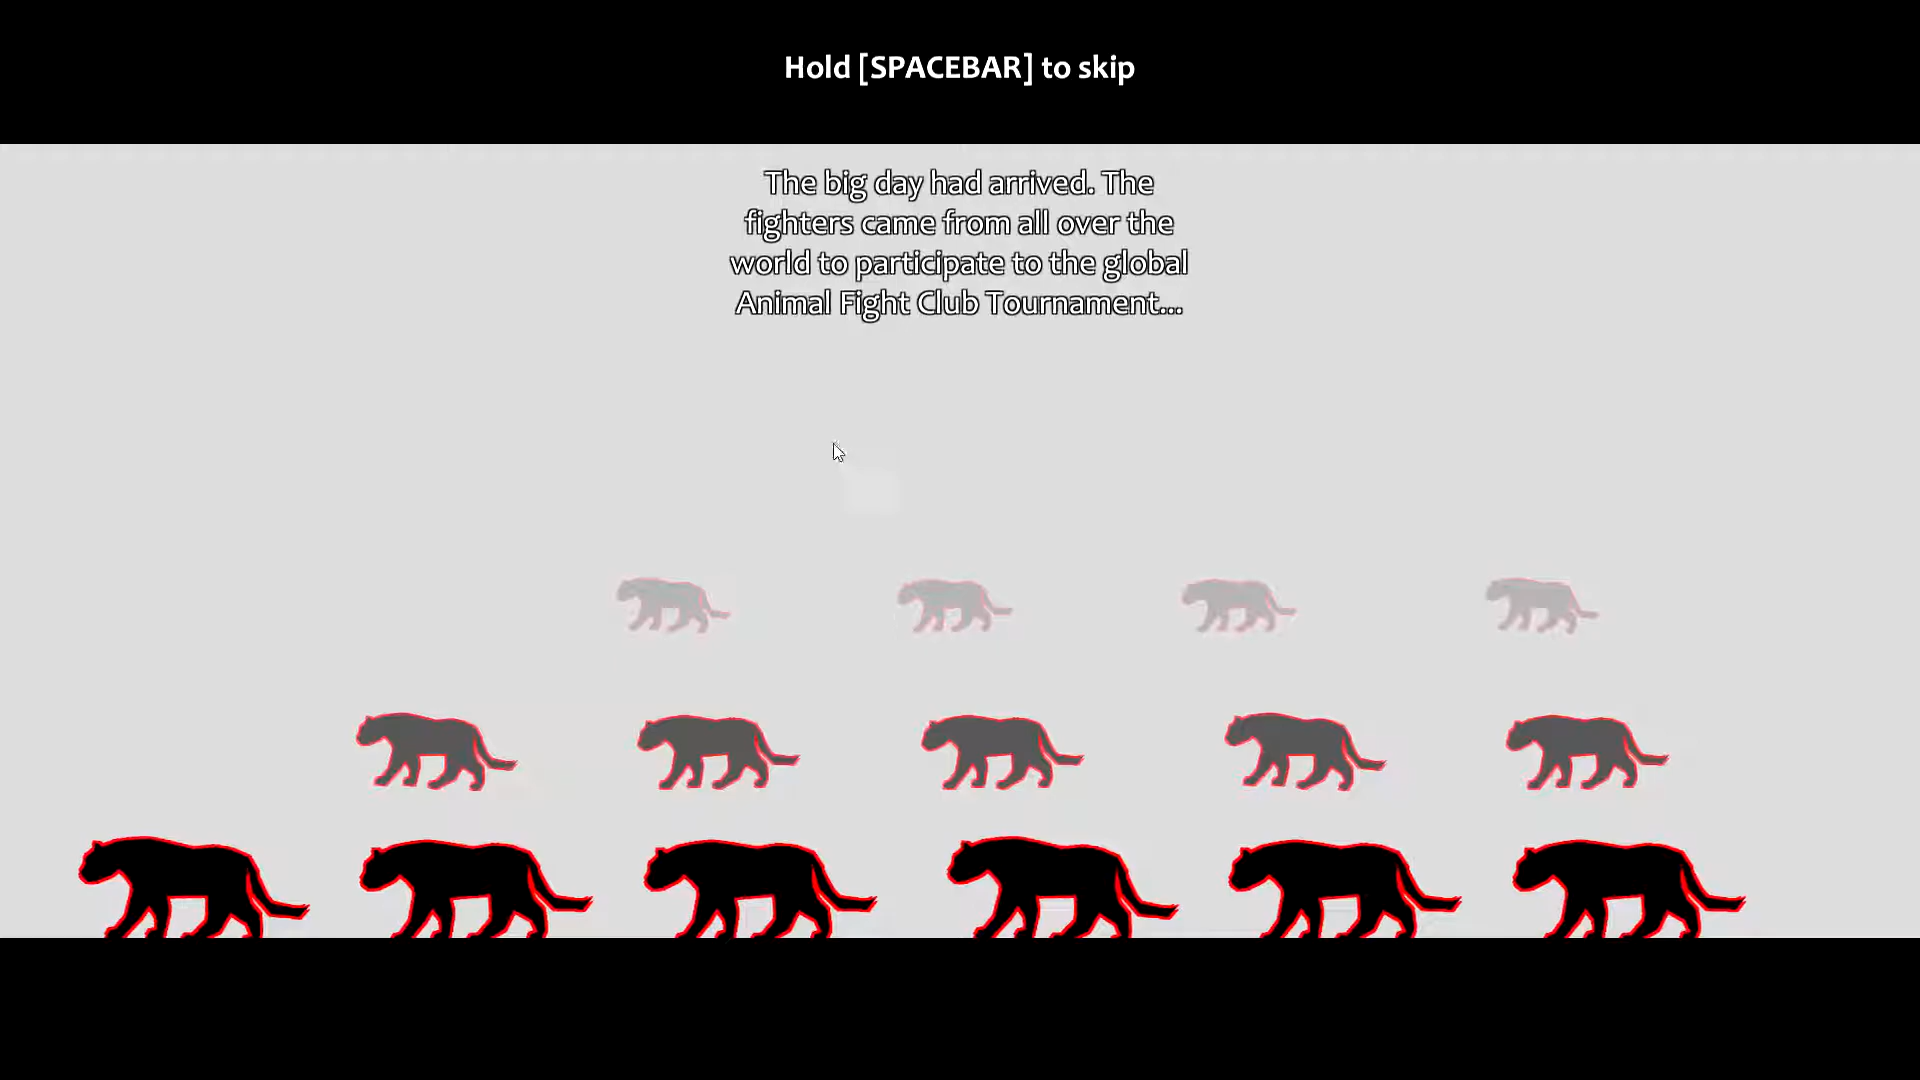 Hold [SPACEBAR] to skip
The big day had arrived. The
fighters came from all over the
world to participate to the global
Animal Fight Club Tournament...